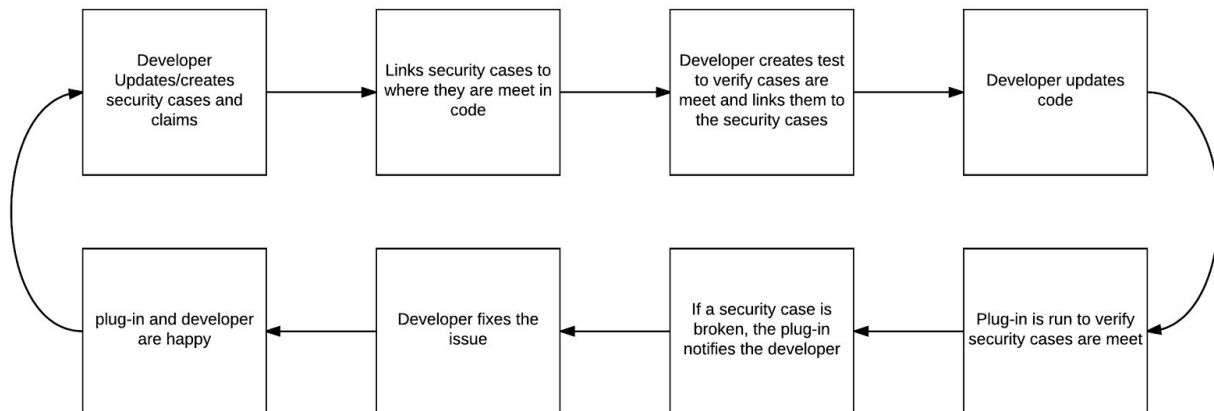 Developer
Updates/creates
security cases and
claims
Links security cases to
where they are meet in
code
Developer creates test
to verify cases are
meet and links them to
the security cases
Developer updates
code
plug-in and developer
are happy
Developer fixes the
issue
If a security case is
broken, the plug-in
notifies the developer
Plug-in is run to verify
security cases are meet